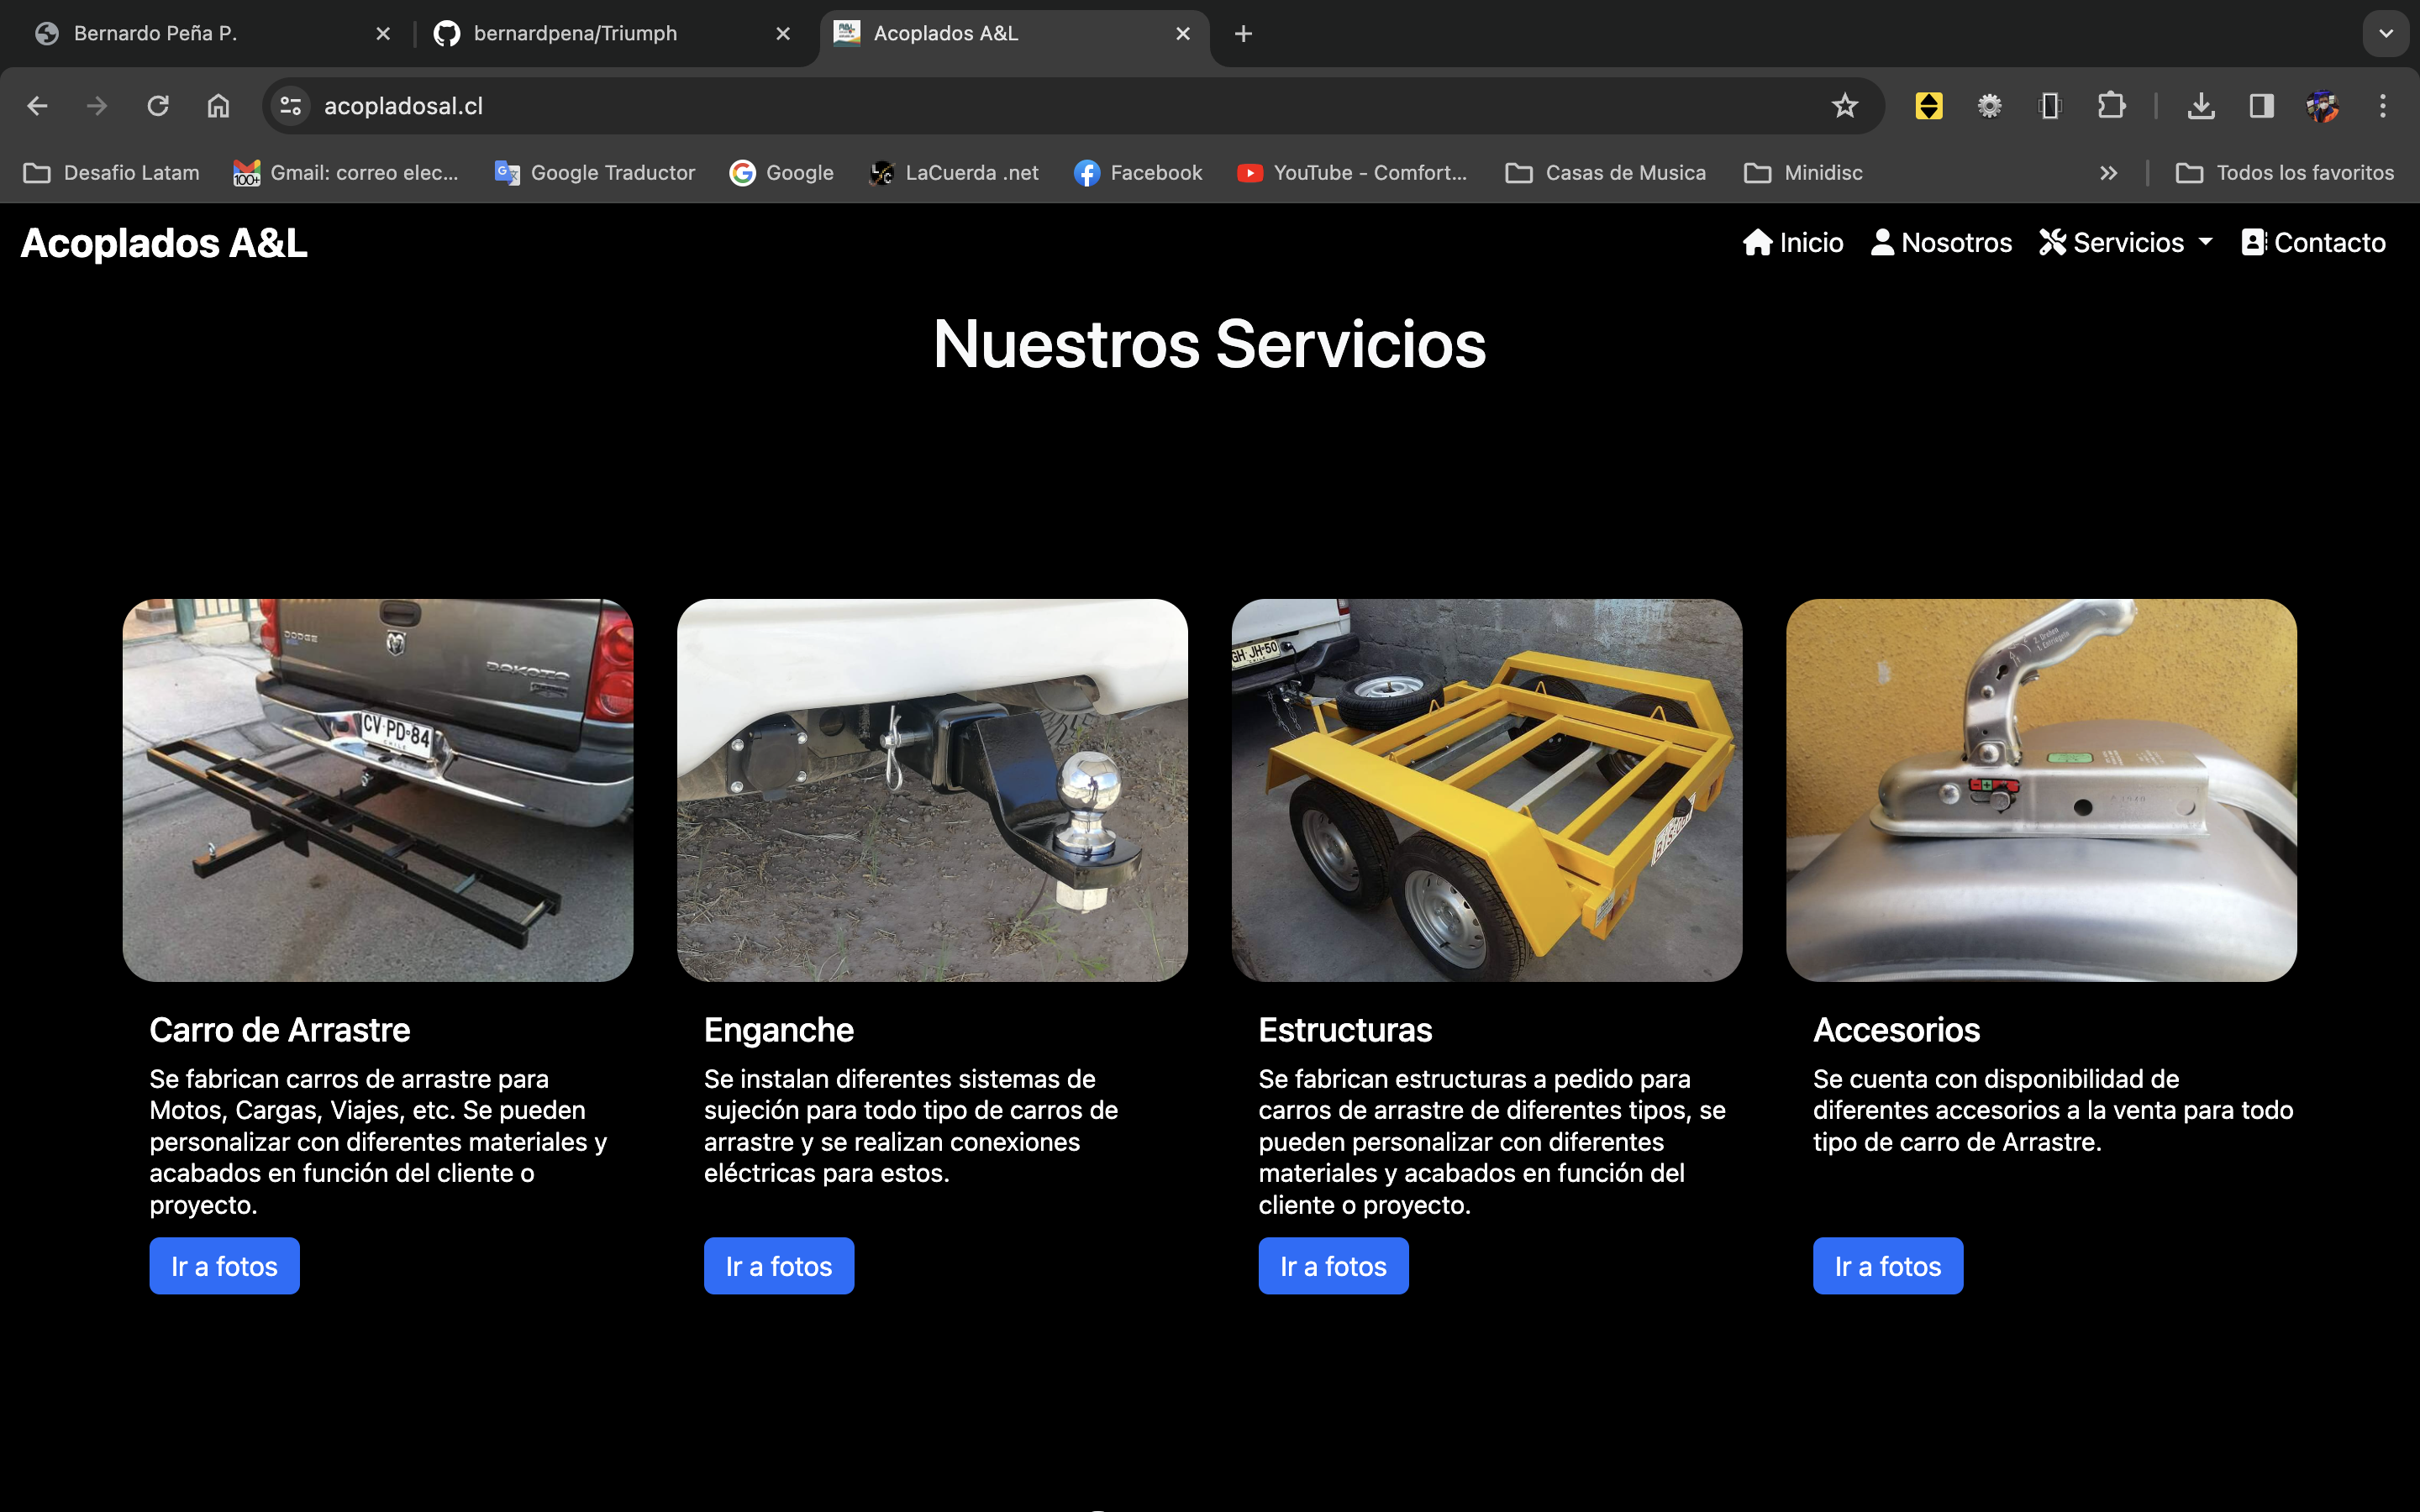 Bernardo Peña P.
bernardpena/Triumph
Acoplados A&L
acopladosal.cl
Desafio Latam
100+
Gmail: correo elec...
Google Traductor
Google
LaCuerda .net
Facebook
YouTube - Comfort...
Casas de Musica
Minidisc
Todos los favoritos
Acoplados A&L
Inicio
Nosotros
Servicios
Contacto
Nuestros Servicios
DODGE
DAKOTA
CV·PD·84
CHILE
GH JH·50
Carro de Arrastre
Se fabrican carros de arrastre para
Motos, Cargas, Viajes, etc. Se pueden
personalizar con diferentes materiales y
acabados en función del cliente o
proyecto.
Ir a fotos
Enganche
Se instalan diferentes sistemas de
sujeción para todo tipo de carros de
arrastre y se realizan conexiones
eléctricas para estos.
Ir a fotos
Estructuras
Se fabrican estructuras a pedido para
carros de arrastre de diferentes tipos, se
pueden personalizar con diferentes
materiales y acabados en función del
cliente o proyecto.
Ir a fotos
Accesorios
Se cuenta con disponibilidad de
diferentes accesorios a la venta para todo
tipo de carro de Arrastre.
Ir a fotos